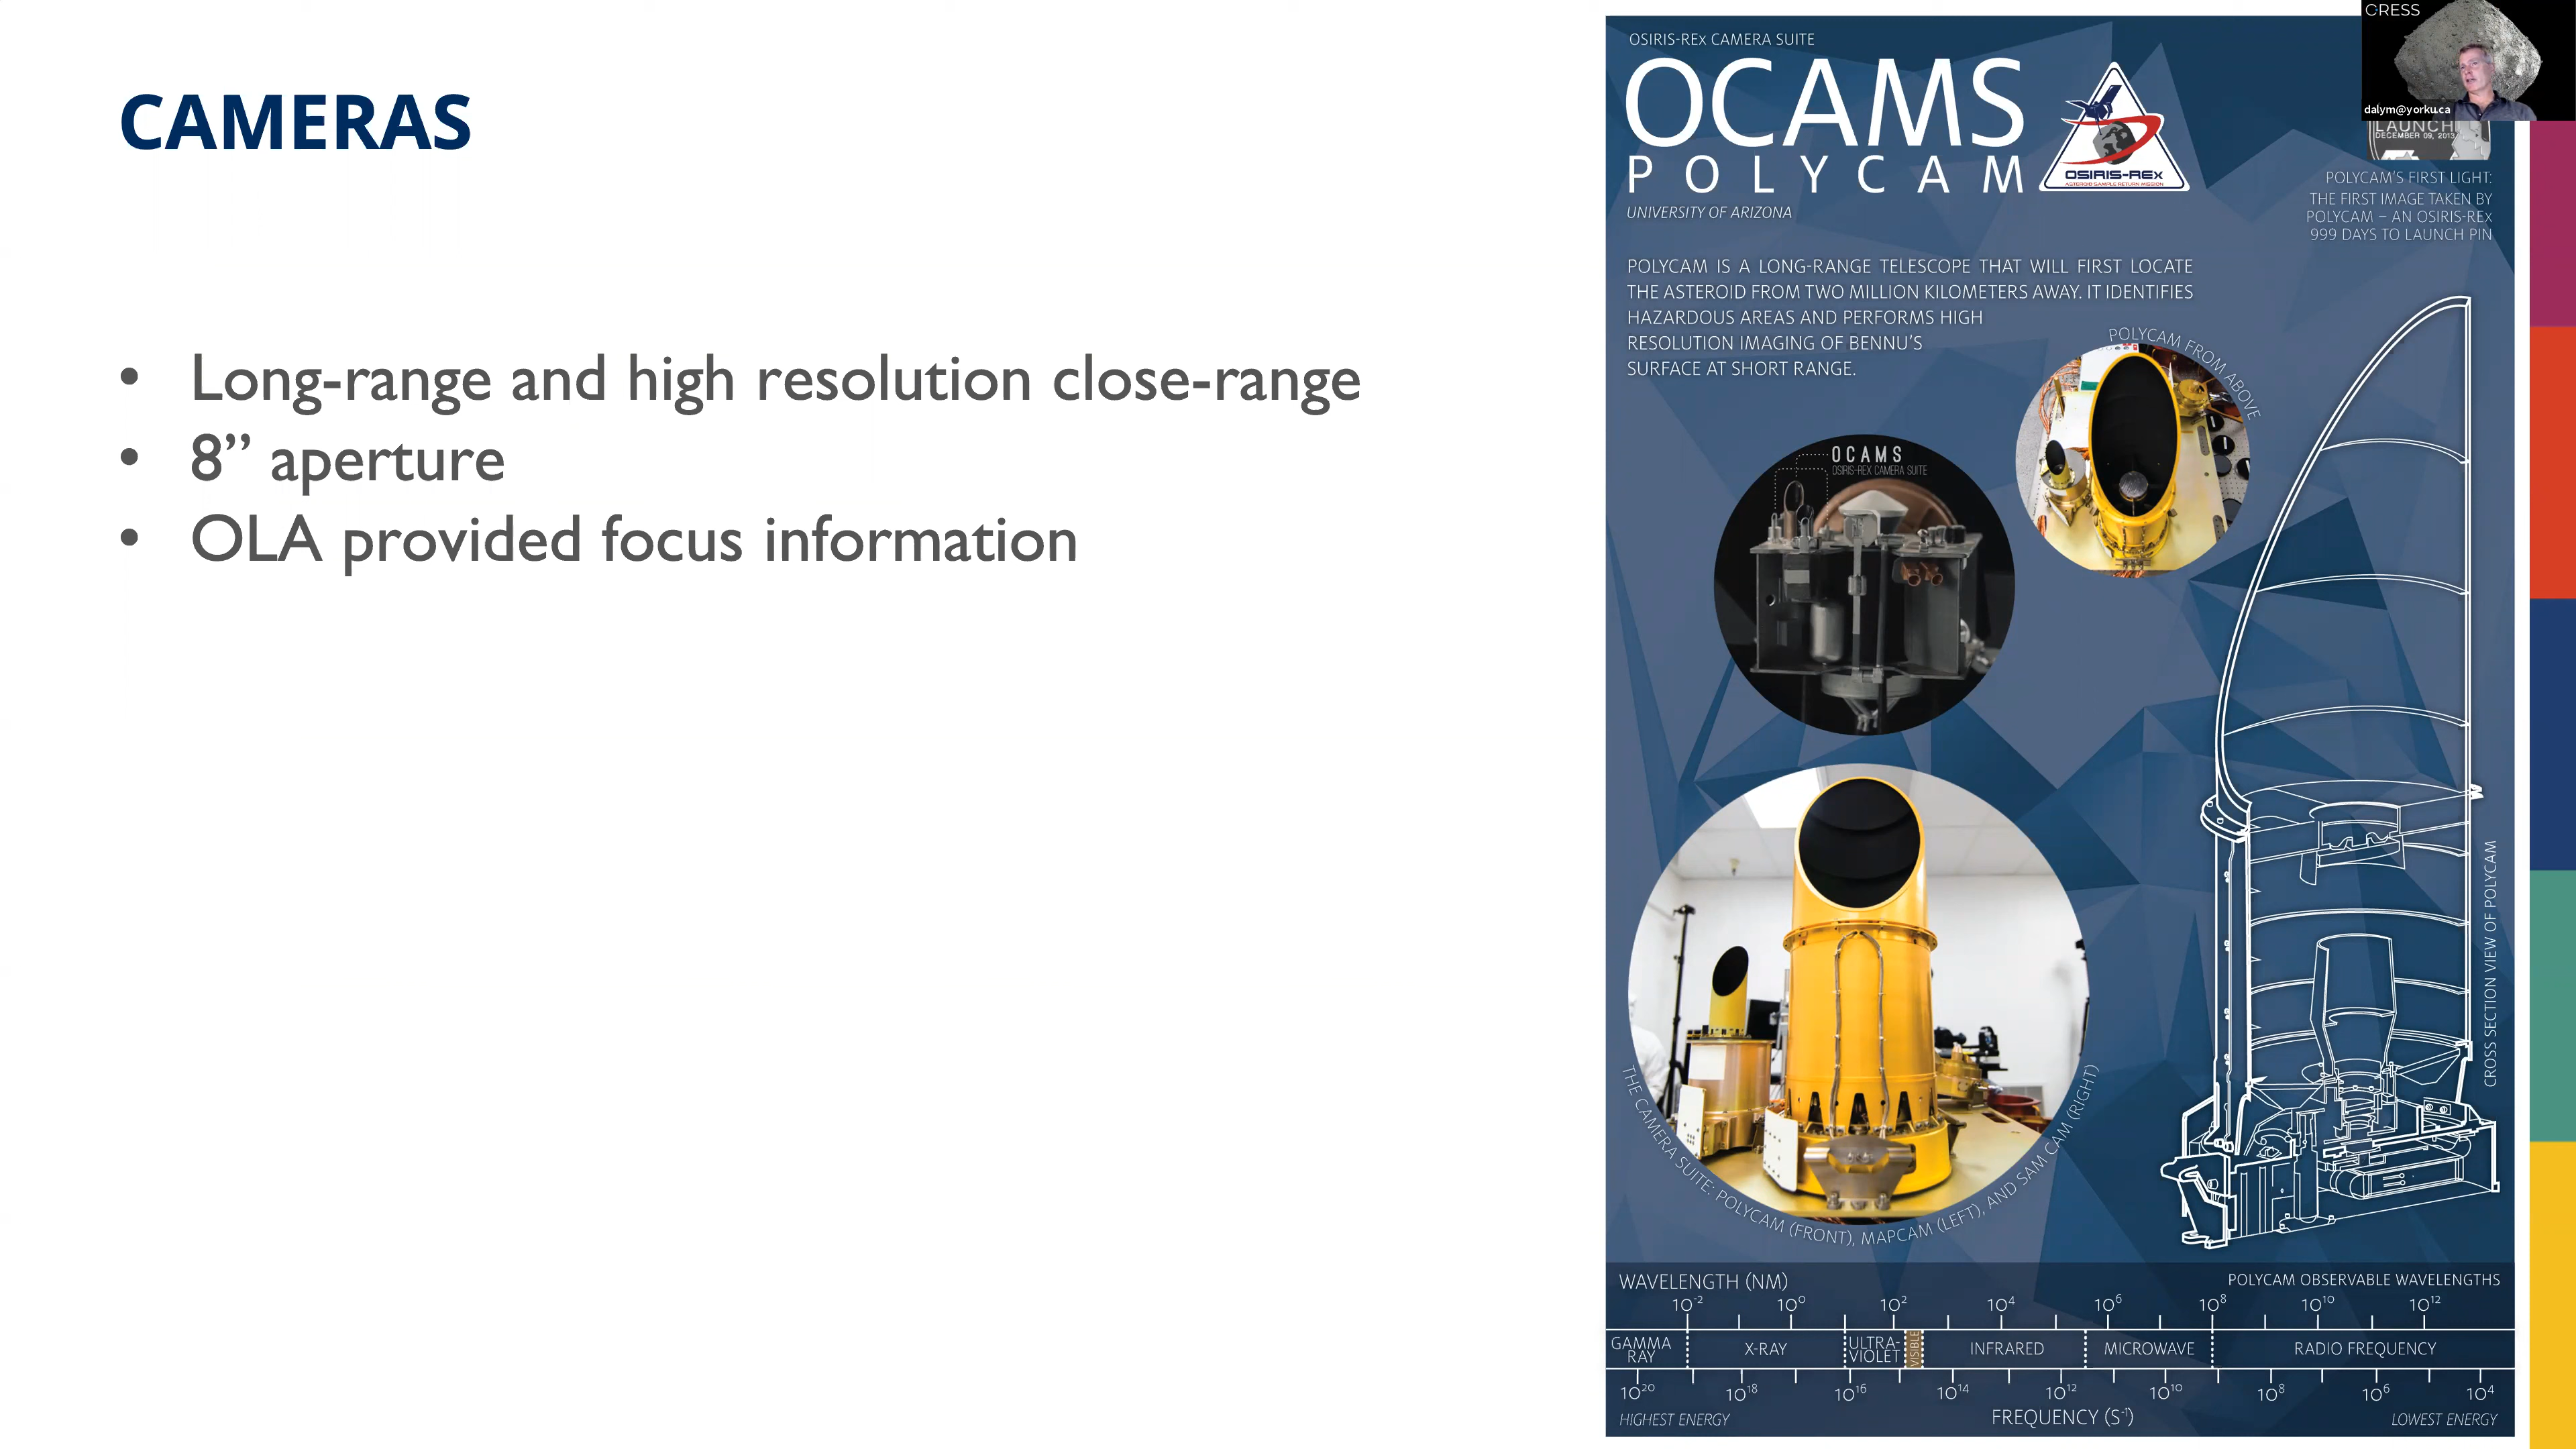 CAMERAS
• Long-range and high resolution close-range
• 8” aperture
• OLA provided focus information
OSIRIS-REx CAMERA SUITE
OCAMS
POLYCAM
UNIVERSITY OF ARIZONA
OSIRIS-REx
ASTEROID SAMPLE RETURN MISSION
CRESS
dalym@yorku.ca
LAUNCH
DECEMBER 09, 2013
POLYCAM'S FIRST LIGHT:
THE FIRST IMAGE TAKEN BY
POLYCAM – AN OSIRIS-REx
999 DAYS TO LAUNCH PIN
POLYCAM IS A LONG-RANGE TELESCOPE THAT WILL FIRST LOCATE
THE ASTEROID FROM TWO MILLION KILOMETERS AWAY. IT IDENTIFIES
HAZARDOUS AREAS AND PERFORMS HIGH
RESOLUTION IMAGING OF BENNU'S
SURFACE AT SHORT RANGE.
POLYCAM FROM ABOVE
OCAMS
OSIRIS-REX CAMERA SUITE
THE CAMERA SUITE: POLYCAM (FRONT), MAPCAM (LEFT), AND SAM CAM (RIGHT)
CROSS SECTION VIEW OF POLYCAM
WAVELENGTH (NM)
POLYCAM OBSERVABLE WAVELENGTHS
10⁻² 10⁰ 10² 10⁴ 10⁶ 10⁸ 10¹⁰ 10¹²
GAMMA RAY X-RAY ULTRA-VIOLET VISIBLE INFRARED MICROWAVE RADIO FREQUENCY
10²⁰ 10¹⁸ 10¹⁶ 10¹⁴ 10¹² 10¹⁰ 10⁸ 10⁶ 10⁴
HIGHEST ENERGY
FREQUENCY (S⁻¹)
LOWEST ENERGY